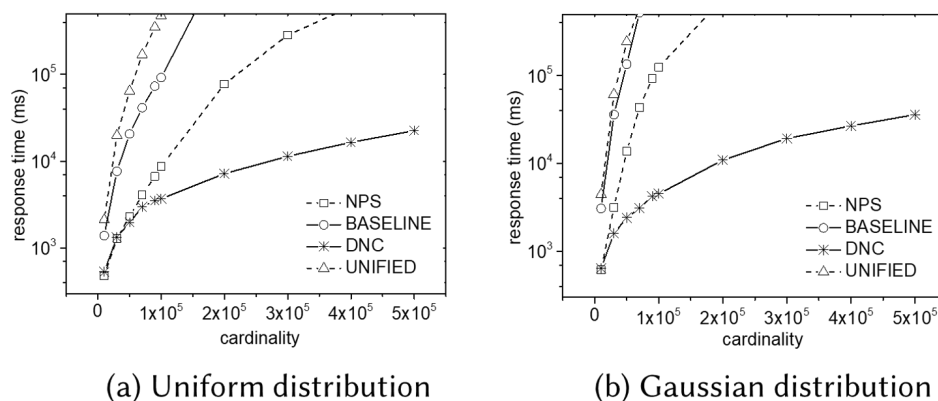 response time (ms)
10^5
10^4
10^3
NPS
BASELINE
DNC
UNIFIED
0
1x10^5
2x10^5
3x10^5
4x10^5
5x10^5
cardinality
(a) Uniform distribution
response time (ms)
10^5
10^4
10^3
NPS
BASELINE
DNC
UNIFIED
0
1x10^5
2x10^5
3x10^5
4x10^5
5x10^5
cardinality
(b) Gaussian distribution